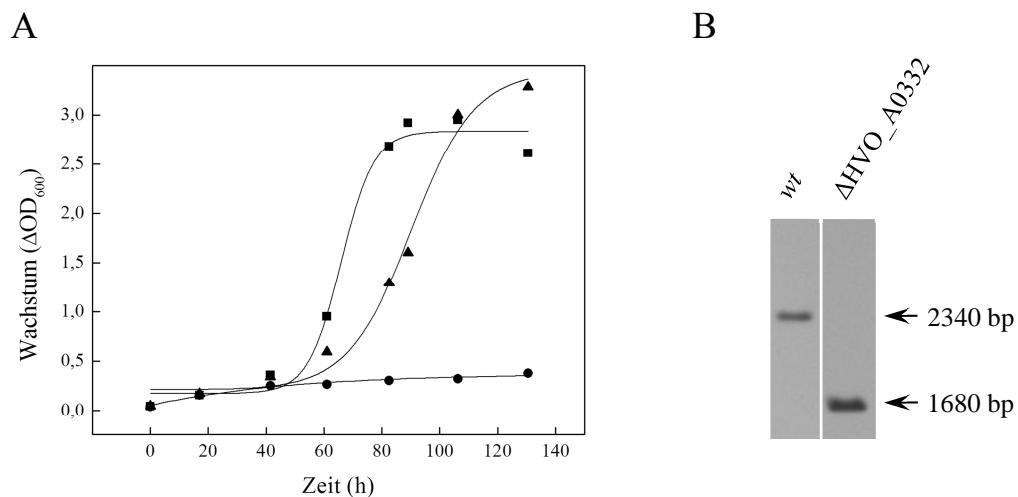 A
Wachstum (ΔOD600)
3,0
2,5
2,0
1,5
1,0
0,5
0,0
0 20 40 60 80 100 120 140
Zeit (h)
B
wt
ΔHVO_A0332
2340 bp
1680 bp